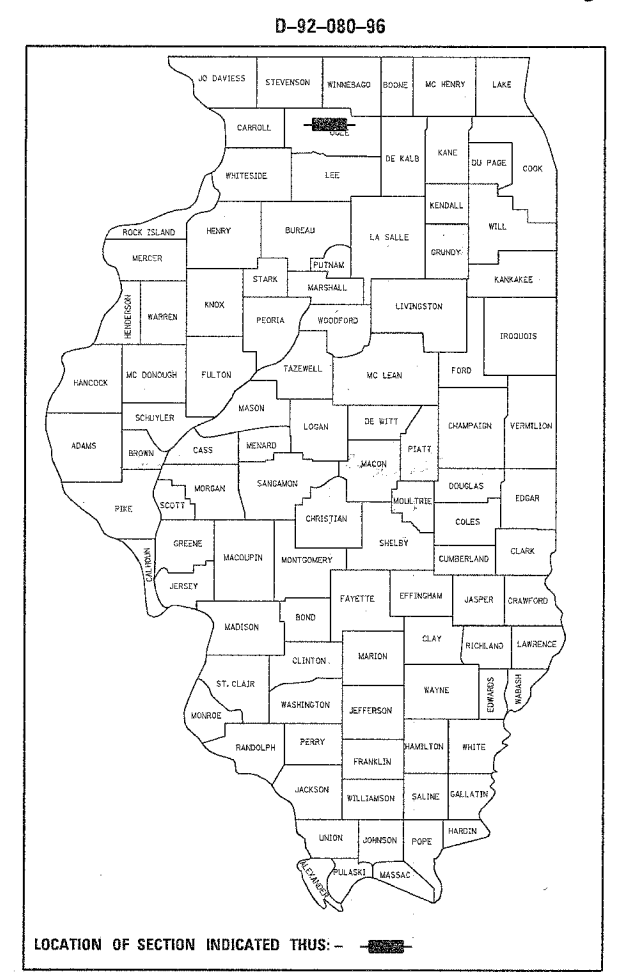 D-92-080-96
JO DAVIESS STEVENSON WINNEBAGO BOONE MC HENRY LAKE
CARROLL
DE KALB KANE DU PAGE COOK
WHITESIDE LEE
KENDALL WILL
ROCK ISLAND HENRY BUREAU LA SALLE GRUNDY
MERCER PUTNAM
STARK MARSHALL KANKAKEE
HENDERSON WARREN KNOX PEORIA WOODFORD LIVINGSTON IROQUOIS
HANCOCK MC DONOUGH FULTON TAZEWELL MC LEAN FORD
SCHUYLER MASON LOGAN DE WITT CHAMPAIGN VERMILION
ADAMS BROWN CASS MENARD MACON PIATT
PIKE SCOTT MORGAN SANGAMON MOULTRIE DOUGLAS EDGAR
CHRISTIAN COLES
CALHOUN GREENE MACOUPIN MONTGOMERY SHELBY CUMBERLAND CLARK
JERSEY FAYETTE EFFINGHAM JASPER CRAWFORD
MADISON BOND CLAY RICHLAND LAWRENCE
CLINTON MARION
ST. CLAIR WASHINGTON WAYNE EDWARDS WABASH
MONROE JEFFERSON
RANDOLPH PERRY FRANKLIN HAMILTON WHITE
JACKSON WILLIAMSON SALINE GALLATIN
UNION JOHNSON POPE HARDIN
ALEXANDER PULASKI MASSAC
LOCATION OF SECTION INDICATED THUS: -